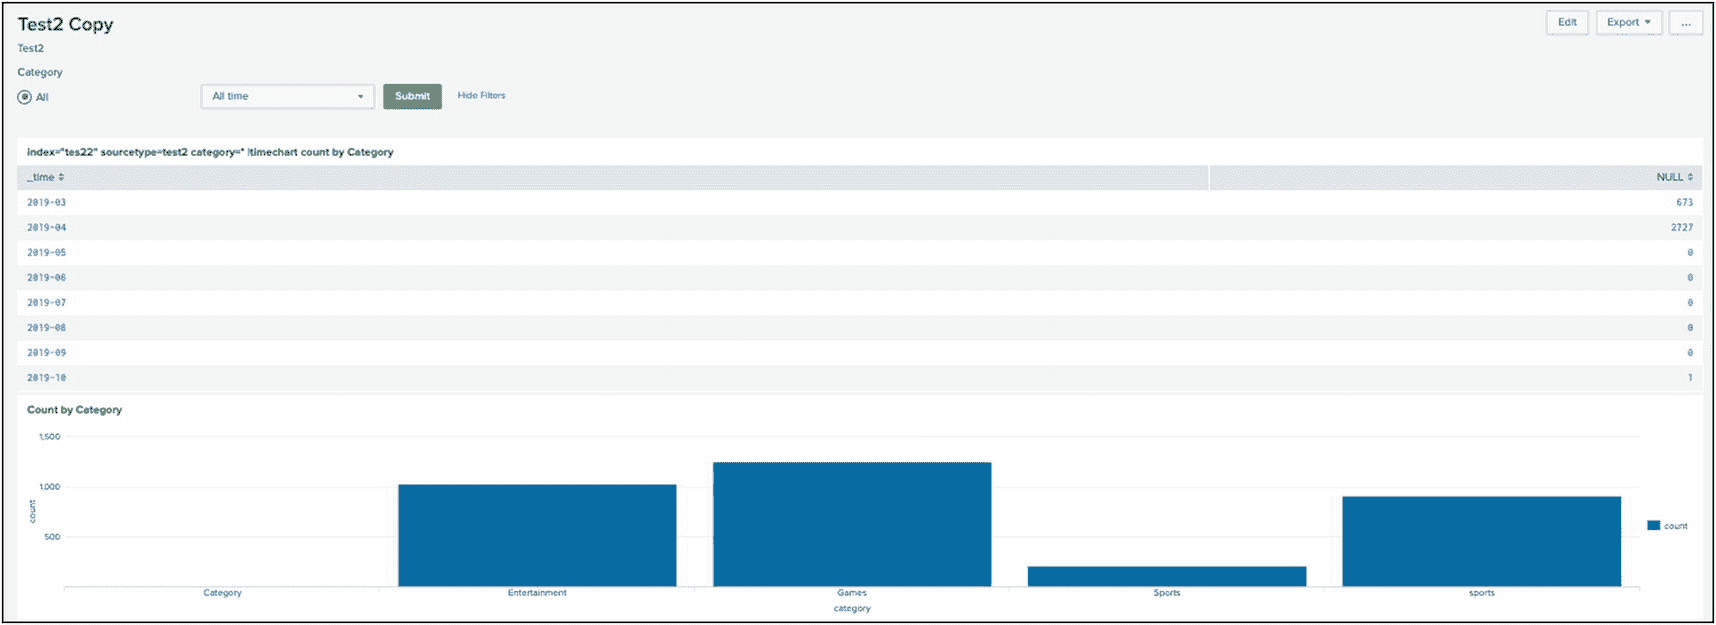 Test2 Copy
Edit Export ...
Test2
Category
All All time Submit Hide Filters
index="tes22" sourcetype=test2 category=* |timechart count by Category
_time NULL
2019-03 673
2019-04 2727
2019-05 0
2019-06 0
2019-07 0
2019-08 0
2019-09 0
2019-10 1
Count by Category
1,500
1,000
500
count
count
Category Entertainment Games Sports sports
category